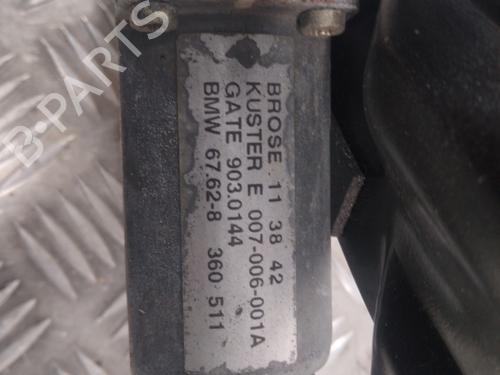 BROSE 11 38 42
KUSTER E 007-006-001A
GATE 903.0144
BMW 67.62-8 360 511
B-PARTS